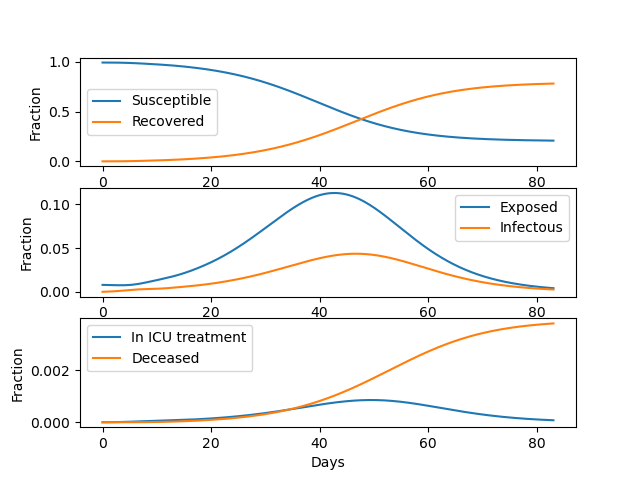 1.0
0.5
0.0
Fraction
Susceptible
Recovered
0 20 40 60 80
0.10
0.05
0.00
Fraction
Exposed
Infectous
0 20 40 60 80
0.002
0.000
Fraction
In ICU treatment
Deceased
0 20 40 60 80
Days